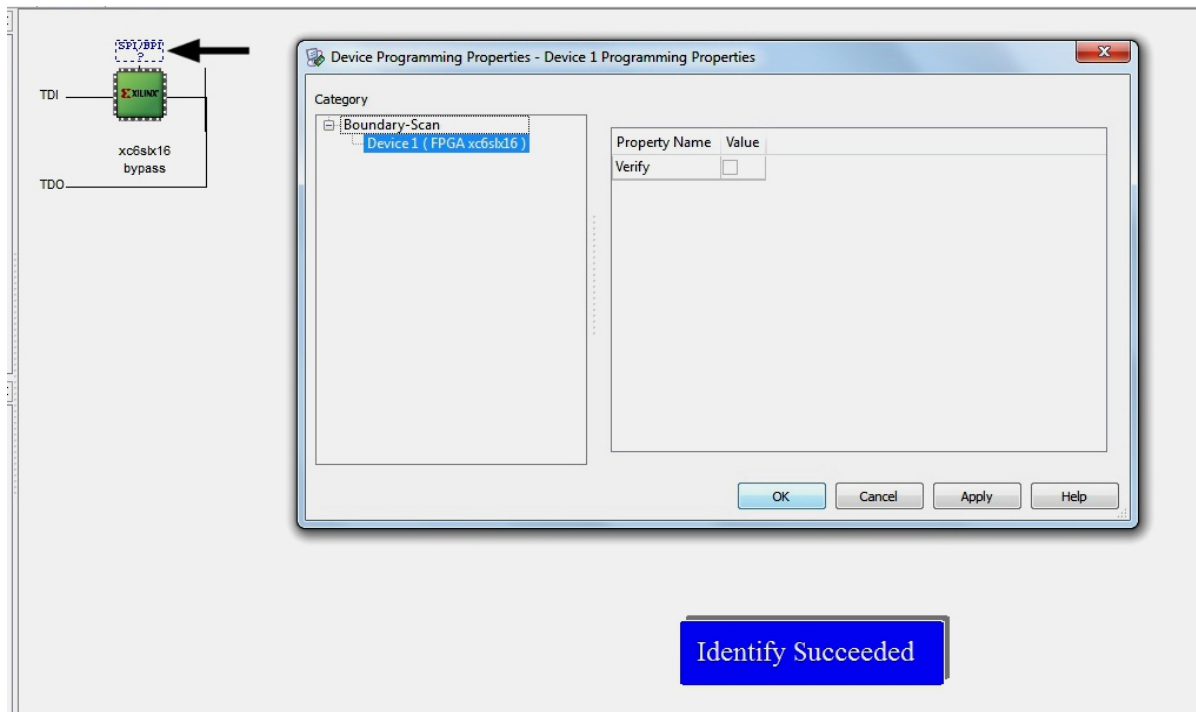 SPI/BPI
?
TDI
XILINX
xc6slx16
bypass
TDO
Device Programming Properties - Device 1 Programming Properties
Category
Boundary-Scan
Device 1 ( FPGA xc6slx16 )
Property Name Value
Verify
OK Cancel Apply Help
Identify Succeeded